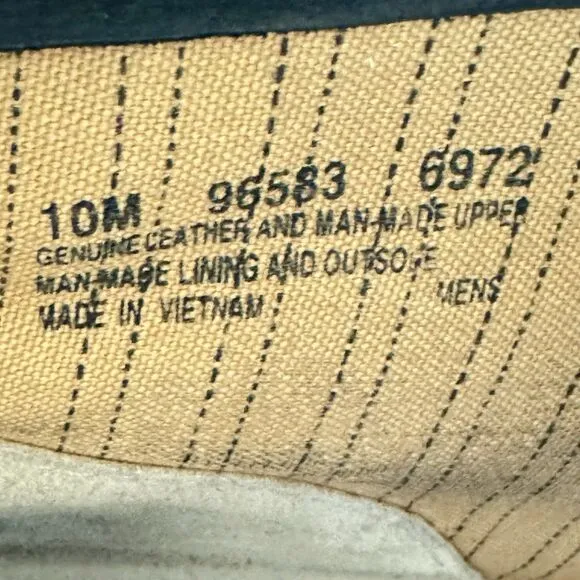 10M 96583 6972
GENUINE LEATHER AND MAN-MADE UPPER
MAN-MADE LINING AND OUTSOLE
MADE IN VIETNAM MENS